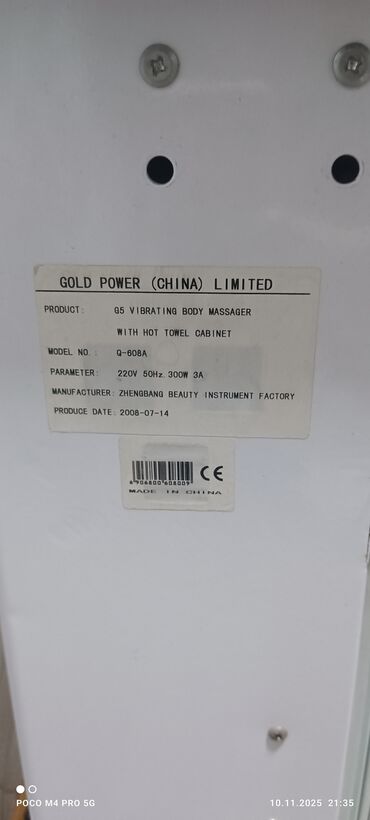 GOLD POWER (CHINA) LIMITED
PRODUCT: G5 VIBRATING BODY MASSAGER
WITH HOT TOWEL CABINET
MODEL NO.: Q-608A
PARAMETER: 220V 50Hz. 300W 3A
MANUFACTURER: ZHENGBANG BEAUTY INSTRUMENT FACTORY
PRODUCE DATE: 2008-07-14
CE
6906800608009
MADE IN CHINA
POCO M4 PRO 5G
10.11.2025 21:35